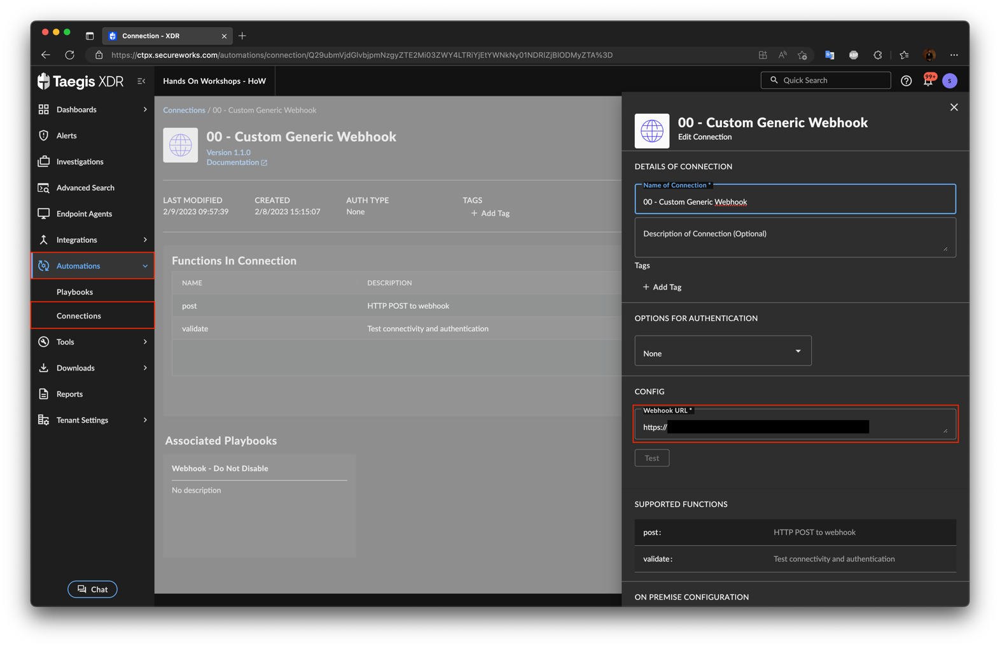 Connection - XDR
https://ctpx.secureworks.com/automations/connection/Q29ubmVjdGlvbjpmNzgyZTE2Mi03ZWY4LTRiYjEtYWNkNy01NDRlZjBlODMyZTA%3D
ABP
Taegis XDR
Hands On Workshops - HoW
Quick Search
99+
S
Dashboards
Alerts
Investigations
Advanced Search
Endpoint Agents
Integrations
Automations
Playbooks
Connections
Tools
Downloads
Reports
Tenant Settings
Chat
Connections / 00 - Custom Generic Webhook
00 - Custom Generic Webhook
Version 1.1.0
Documentation
LAST MODIFIED
2/9/2023 09:57:39
CREATED
2/8/2023 15:15:07
AUTH TYPE
None
TAGS
+ Add Tag
Functions In Connection
NAME DESCRIPTION
post HTTP POST to webhook
validate Test connectivity and authentication
Associated Playbooks
Webhook - Do Not Disable
No description
00 - Custom Generic Webhook
Edit Connection
DETAILS OF CONNECTION
Name of Connection *
00 - Custom Generic Webhook
Description of Connection (Optional)
Tags
+ Add Tag
OPTIONS FOR AUTHENTICATION
None
CONFIG
Webhook URL *
https://
Test
SUPPORTED FUNCTIONS
post: HTTP POST to webhook
validate: Test connectivity and authentication
ON PREMISE CONFIGURATION